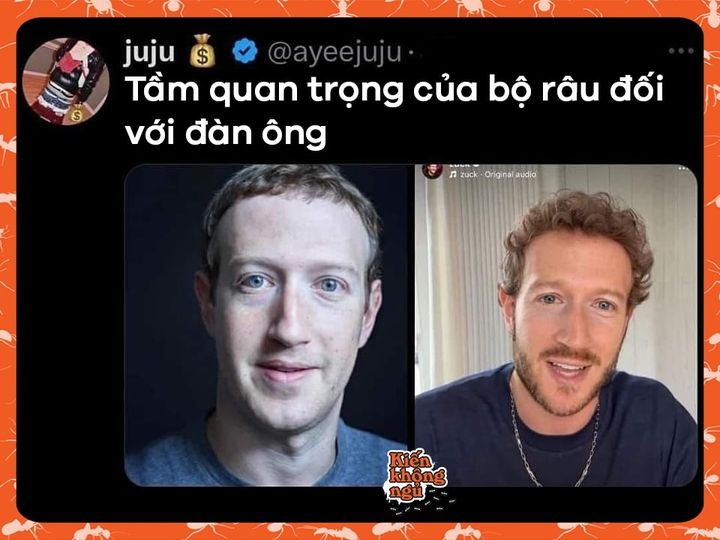 juju 💰 @ayeejuju ·
Tầm quan trọng của bộ râu đối
với đàn ông
zuck · Original audio
Kiến
không
ngủ